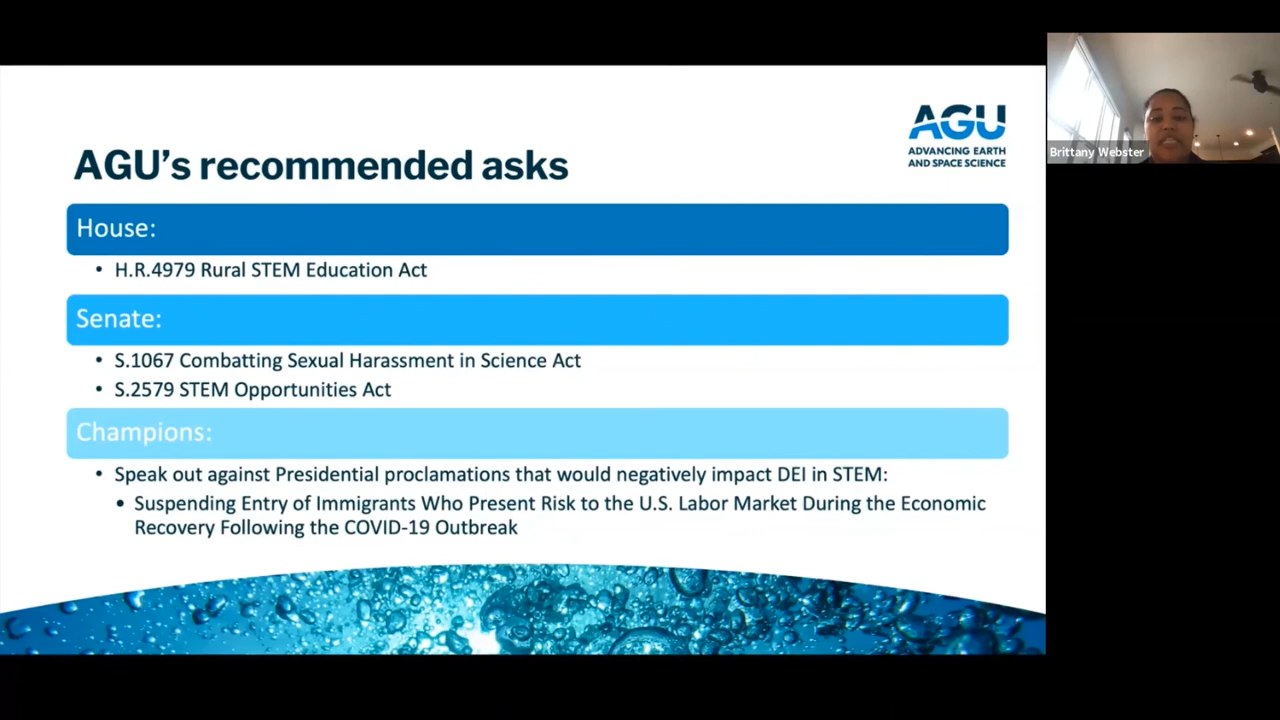 AGU
ADVANCING EARTH
AND SPACE SCIENCE
AGU's recommended asks
Brittany Webster
House:
• H.R.4979 Rural STEM Education Act
Senate:
• S.1067 Combatting Sexual Harassment in Science Act
• S.2579 STEM Opportunities Act
Champions:
• Speak out against Presidential proclamations that would negatively impact DEI in STEM:
• Suspending Entry of Immigrants Who Present Risk to the U.S. Labor Market During the Economic
Recovery Following the COVID-19 Outbreak